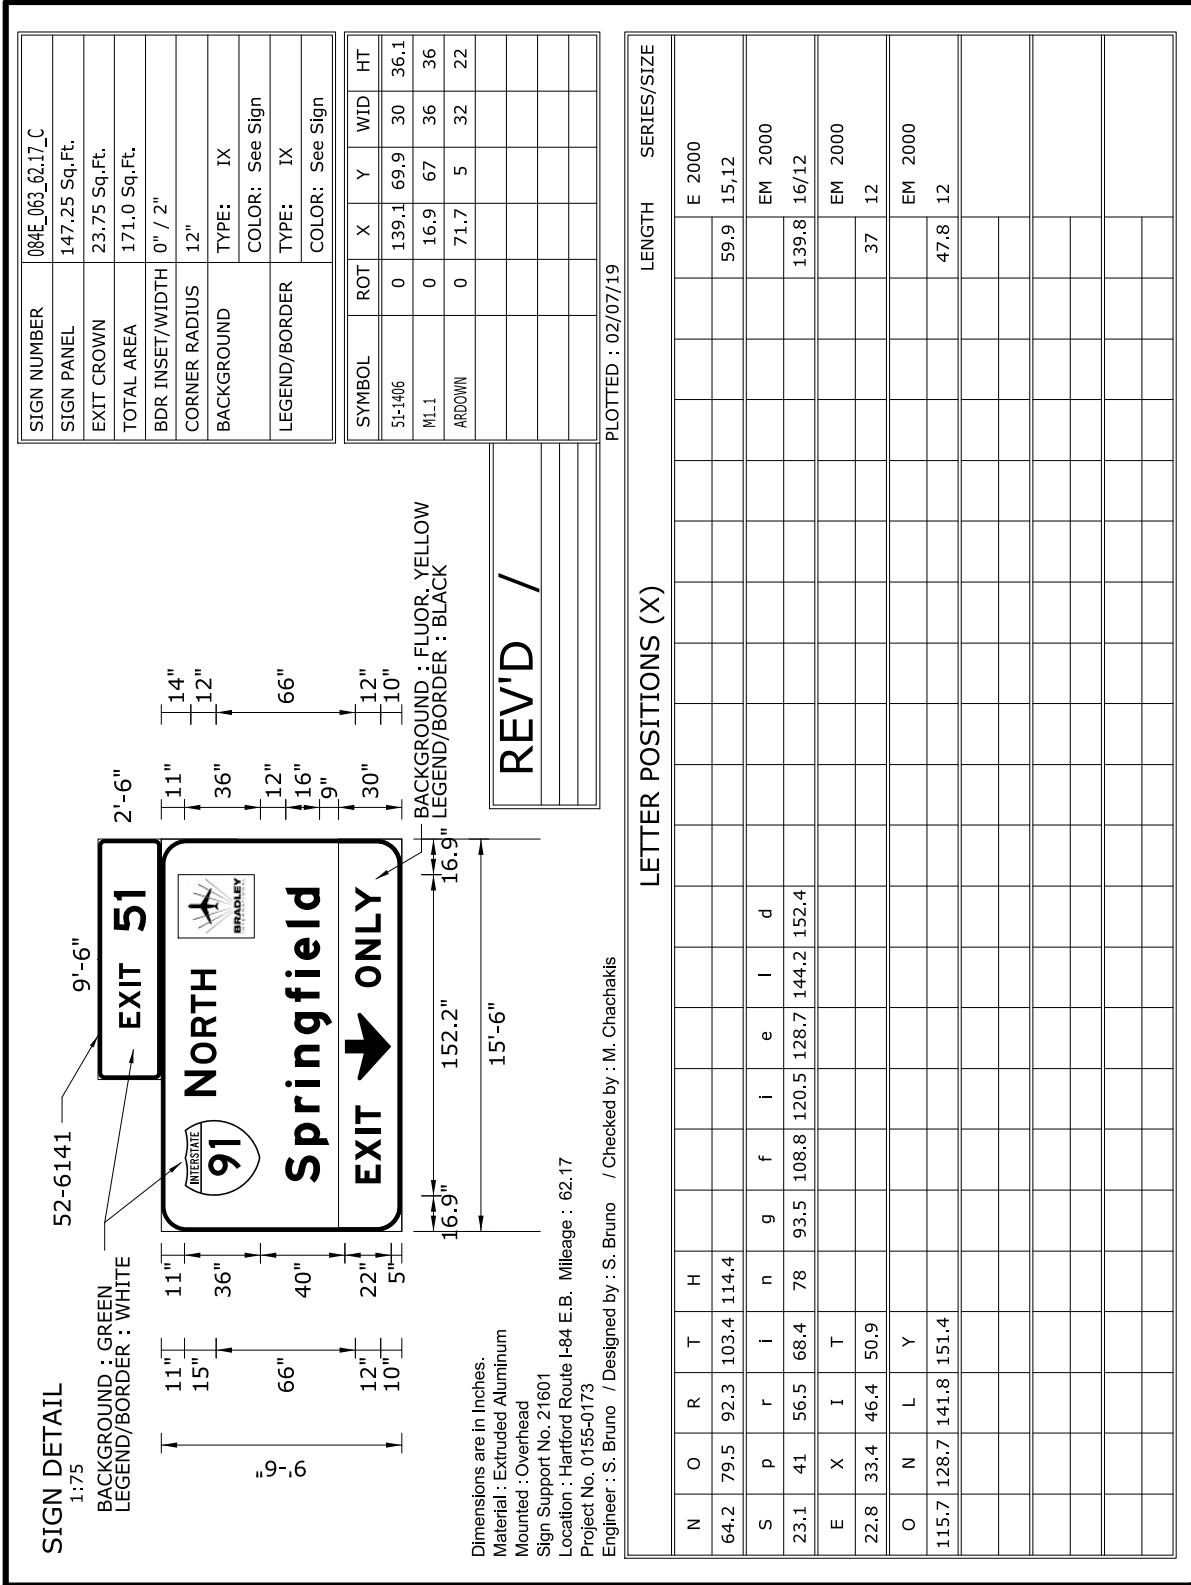 SIGN DETAIL
1:75
BACKGROUND : GREEN
LEGEND/BORDER : WHITE
52-6141
9'-6"
2'-6"
EXIT 51
INTERSTATE
91
NORTH
BRADLEY
INTERNATIONAL
Springfield
EXIT ONLY
9'-6"
11"
15"
66"
12"
10"
11"
36"
40"
22"
5"
11"
36"
12"
16"
9"
30"
14"
12"
66"
12"
10"
16.9" 152.2" 16.9"
15'-6"
BACKGROUND : FLUOR. YELLOW
LEGEND/BORDER : BLACK
Dimensions are in Inches.
Material : Extruded Aluminum
Mounted : Overhead
Sign Support No. 21601
Location : Hartford Route I-84 E.B. Mileage : 62.17
Project No. 0155-0173
Engineer : S. Bruno / Designed by : S. Bruno / Checked by : M. Chachakis
REV'D /
SIGN NUMBER 084E_063_62.17_C
SIGN PANEL 147.25 Sq.Ft.
EXIT CROWN 23.75 Sq.Ft.
TOTAL AREA 171.0 Sq.Ft.
BDR INSET/WIDTH 0" / 2"
CORNER RADIUS 12"
BACKGROUND TYPE: IX
COLOR: See Sign
LEGEND/BORDER TYPE: IX
COLOR: See Sign
SYMBOL ROT X Y WID HT
51-1406 0 139.1 69.9 30 36.1
M1_1 0 16.9 67 36 36
ARDOWN 0 71.7 5 32 22
PLOTTED : 02/07/19
LETTER POSITIONS (X) LENGTH SERIES/SIZE
N O R T H E 2000
64.2 79.5 92.3 103.4 114.4 59.9 15,12
S p r i n g f i e l d EM 2000
23.1 41 56.5 68.4 78 93.5 108.8 120.5 128.7 144.2 152.4 139.8 16/12
E X I T EM 2000
22.8 33.4 46.4 50.9 37 12
O N L Y EM 2000
115.7 128.7 141.8 151.4 47.8 12